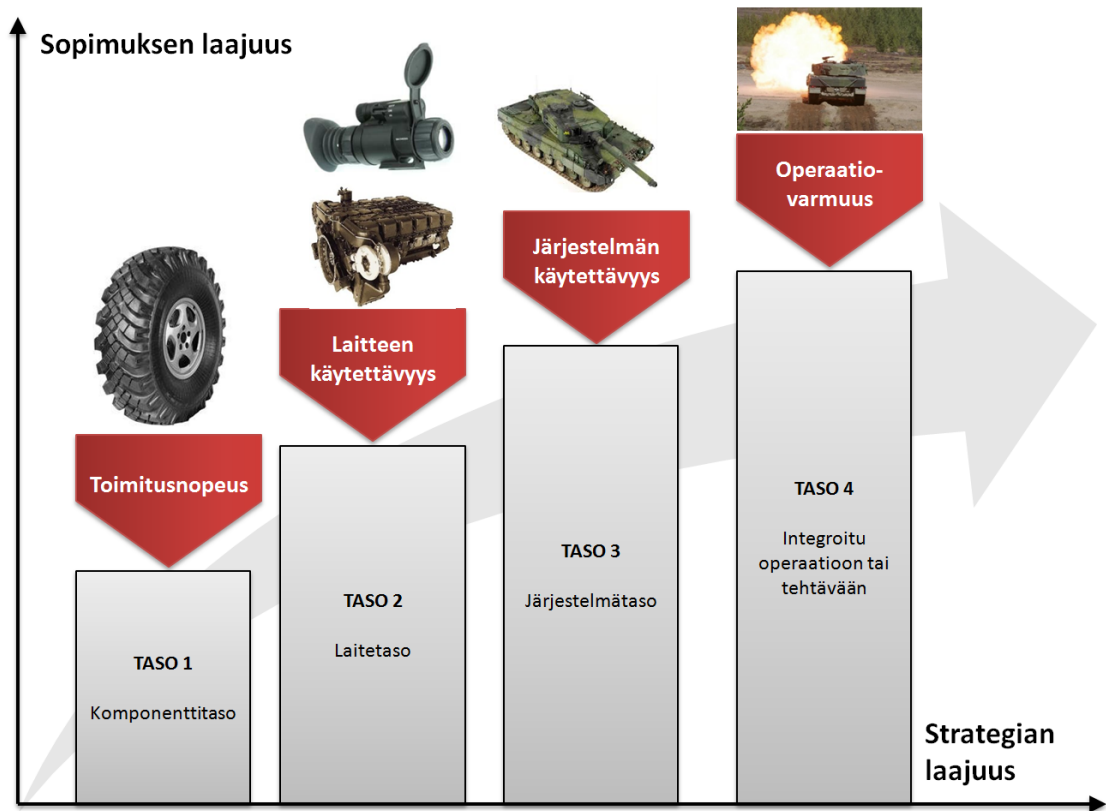 Sopimuksen laajuus
Operaatio-
varmuus
Järjestelmän
käytettävyys
Laitteen
käytettävyys
Toimitusnopeus
TASO 1
Komponenttitaso
TASO 2
Laitetaso
TASO 3
Järjestelmätaso
TASO 4
Integroitu
operaatioon tai
tehtävään
Strategian
laajuus